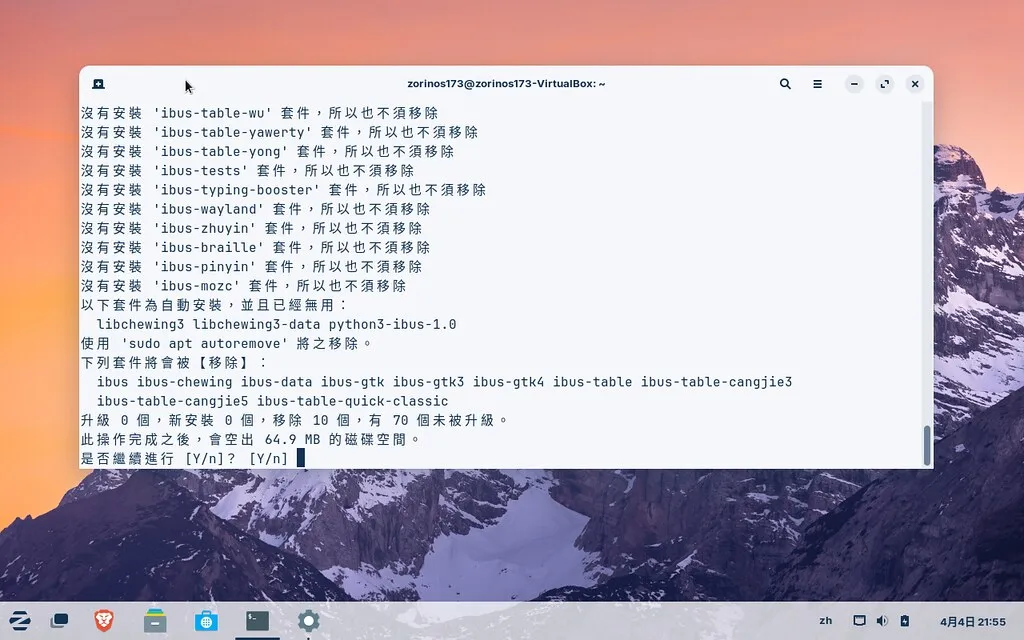 zorinos173@zorinos173-VirtualBox: ~
沒有安裝 'ibus-table-wu' 套件，所以也不須移除
沒有安裝 'ibus-table-yawerty' 套件，所以也不須移除
沒有安裝 'ibus-table-yong' 套件，所以也不須移除
沒有安裝 'ibus-tests' 套件，所以也不須移除
沒有安裝 'ibus-typing-booster' 套件，所以也不須移除
沒有安裝 'ibus-wayland' 套件，所以也不須移除
沒有安裝 'ibus-zhuyin' 套件，所以也不須移除
沒有安裝 'ibus-braille' 套件，所以也不須移除
沒有安裝 'ibus-pinyin' 套件，所以也不須移除
沒有安裝 'ibus-mozc' 套件，所以也不須移除
以下套件為自動安裝，並且已經無用：
  libchewing3 libchewing3-data python3-ibus-1.0
使用 'sudo apt autoremove' 將之移除。
下列套件將會被【移除】：
  ibus ibus-chewing ibus-data ibus-gtk ibus-gtk3 ibus-gtk4 ibus-table ibus-table-cangjie3
  ibus-table-cangjie5 ibus-table-quick-classic
升級 0 個，新安裝 0 個，移除 10 個，有 70 個未被升級。
此操作完成之後，會空出 64.9 MB 的磁碟空間。
是否繼續進行 [Y/n]？ [Y/n]
zh 4月4日 21:55